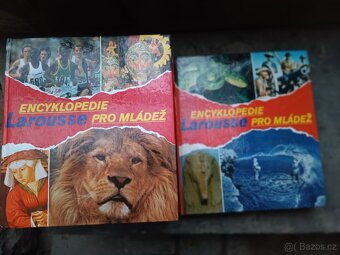 ENCYKLOPEDIE
Larousse PRO MLÁDEŽ
ENCYKLOPEDIE
Larousse PRO MLÁDEŽ
© Bazos.cz